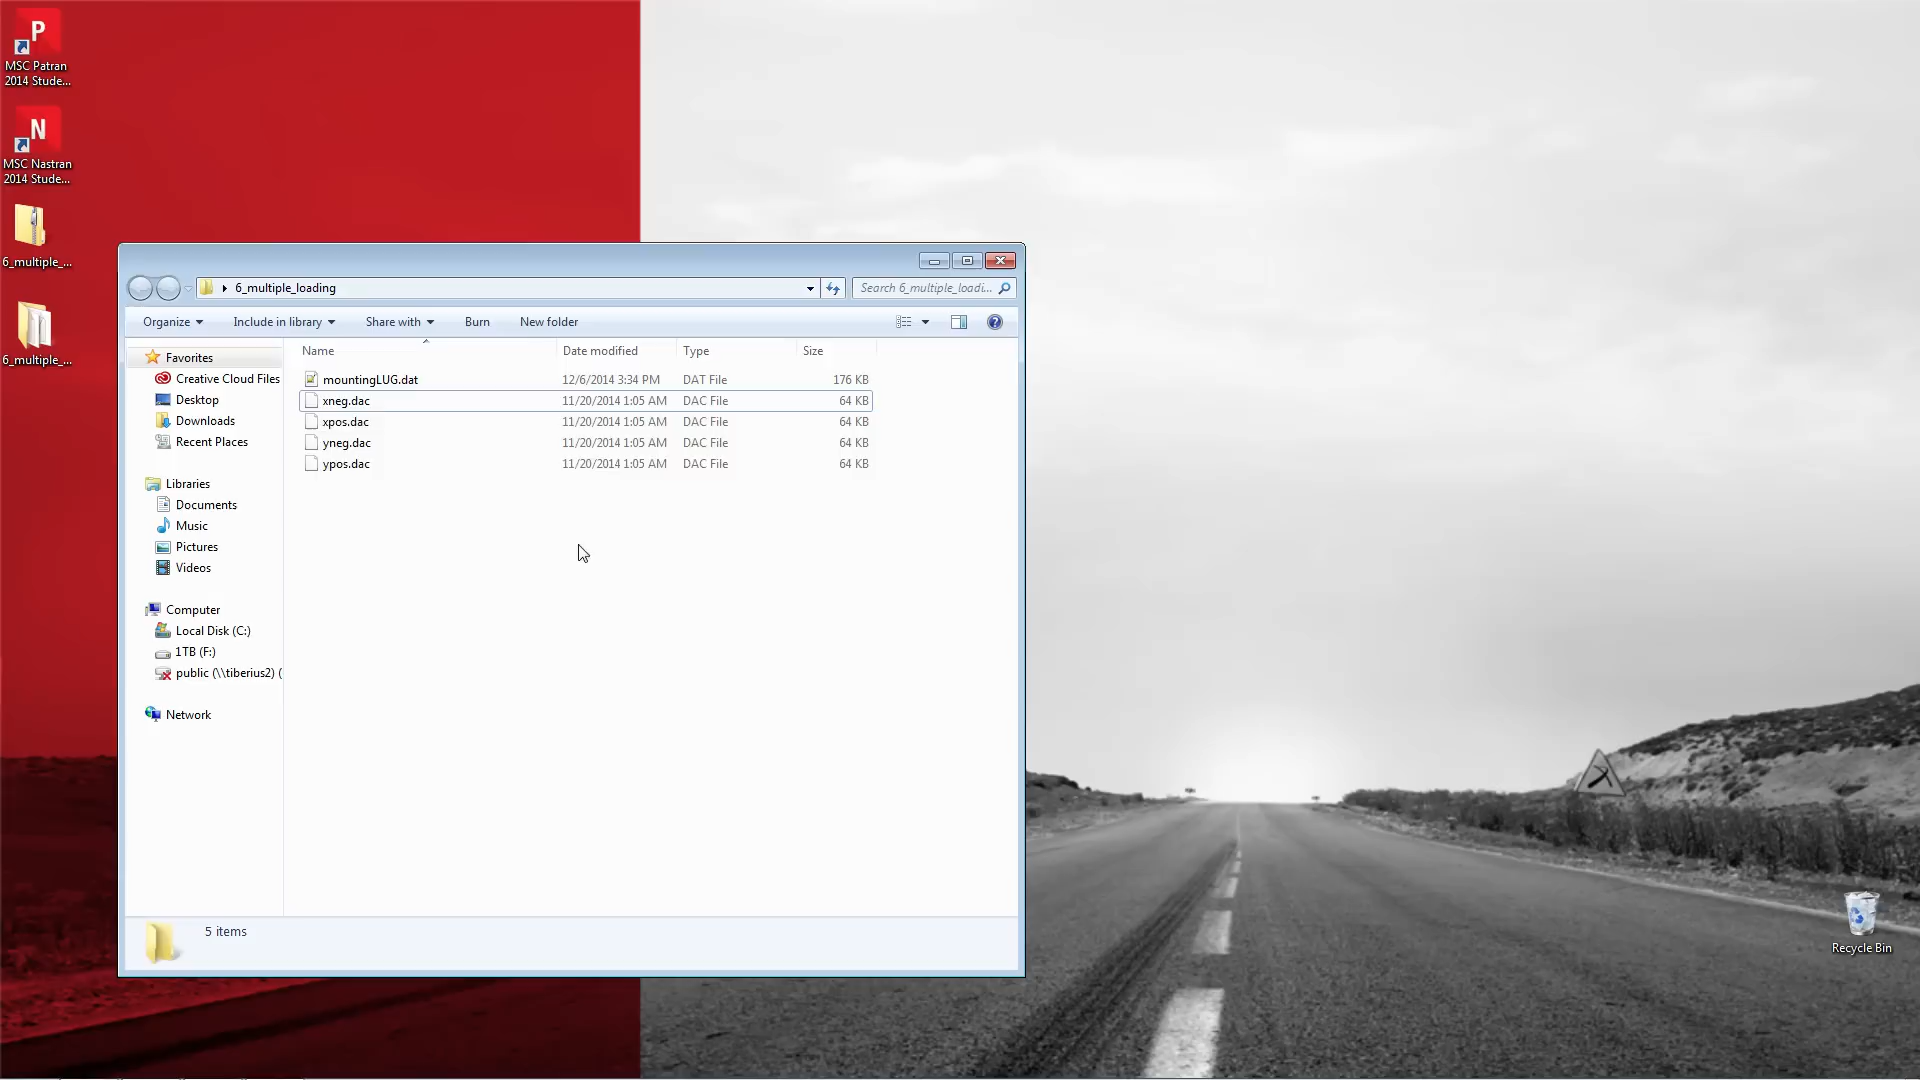 P
MSC Patran
2014 Stude...
N
MSC Nastran
2014 Stude...
6_multiple_...
6_multiple_...
6_multiple_loading
Search 6_multiple_loadi...
Organize
Include in library
Share with
Burn
New folder
Name
Date modified
Type
Size
Favorites
Creative Cloud Files
Desktop
Downloads
Recent Places
Libraries
Documents
Music
Pictures
Videos
Computer
Local Disk (C:)
1TB (F:)
public (\\tiberius2) (
Network
mountingLUG.dat 12/6/2014 3:34 PM DAT File 176 KB
xneg.dac 11/20/2014 1:05 AM DAC File 64 KB
xpos.dac 11/20/2014 1:05 AM DAC File 64 KB
yneg.dac 11/20/2014 1:05 AM DAC File 64 KB
ypos.dac 11/20/2014 1:05 AM DAC File 64 KB
5 items
Recycle Bin